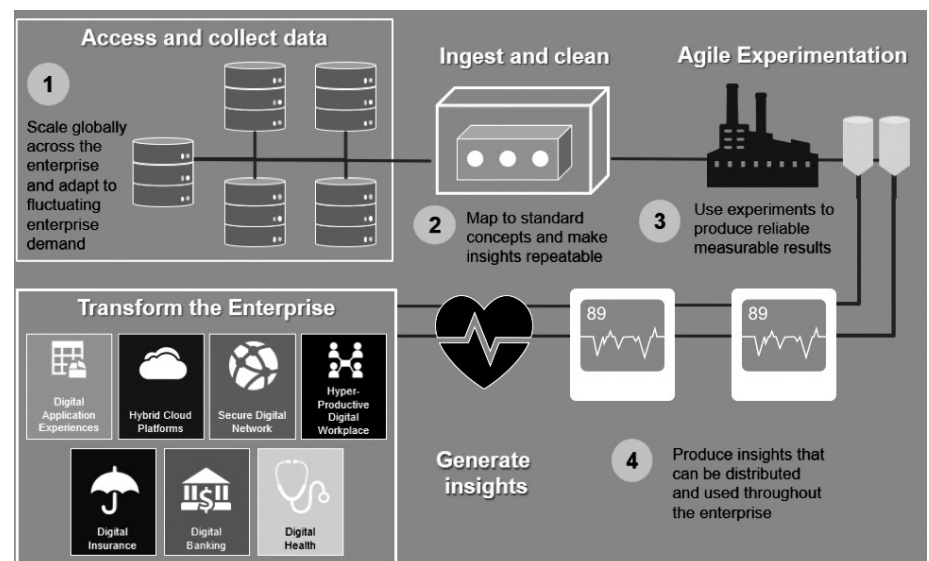 Access and collect data
1
Scale globally
across the
enterprise
and adapt to
fluctuating
enterprise
demand
Ingest and clean
2
Map to standard
concepts and make
insights repeatable
Agile Experimentation
3
Use experiments to
produce reliable
measurable results
Transform the Enterprise
Digital
Application
Experiences
Hybrid Cloud
Platforms
Secure Digital
Network
Hyper-
Productive
Digital
Workplace
$
Digital
Insurance
Digital
Banking
Digital
Health
89
89
Generate
insights
4
Produce insights that
can be distributed
and used throughout
the enterprise